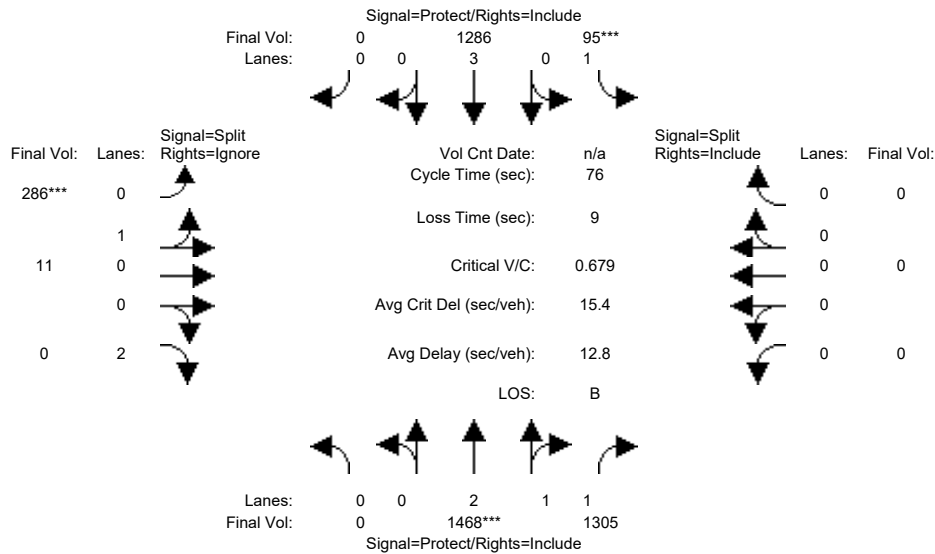 Signal=Protect/Rights=Include
Final Vol: 0 1286 95***
Lanes: 0 0 3 0 1
Signal=Split
Final Vol: Lanes: Rights=Ignore
Vol Cnt Date: n/a
Signal=Split
Rights=Include Lanes: Final Vol:
Cycle Time (sec): 76
286*** 0
0 0
Loss Time (sec): 9
1
0
11 0
Critical V/C: 0.679
0 0
0
Avg Crit Del (sec/veh): 15.4
0
0 2
Avg Delay (sec/veh): 12.8
0 0
LOS: B
Lanes: 0 0 2 1 1
Final Vol: 0 1468*** 1305
Signal=Protect/Rights=Include